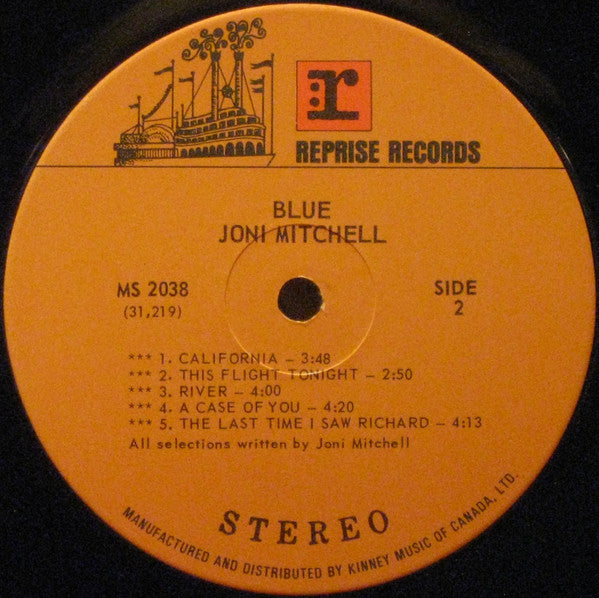 r
REPRISE RECORDS
BLUE
JONI MITCHELL
MS 2038
(31,219)
SIDE
2
*** 1. CALIFORNIA – 3:48
*** 2. THIS FLIGHT TONIGHT – 2:50
*** 3. RIVER – 4:00
*** 4. A CASE OF YOU – 4:20
*** 5. THE LAST TIME I SAW RICHARD – 4:13
All selections written by Joni Mitchell
STEREO
MANUFACTURED AND DISTRIBUTED BY KINNEY MUSIC OF CANADA, LTD.